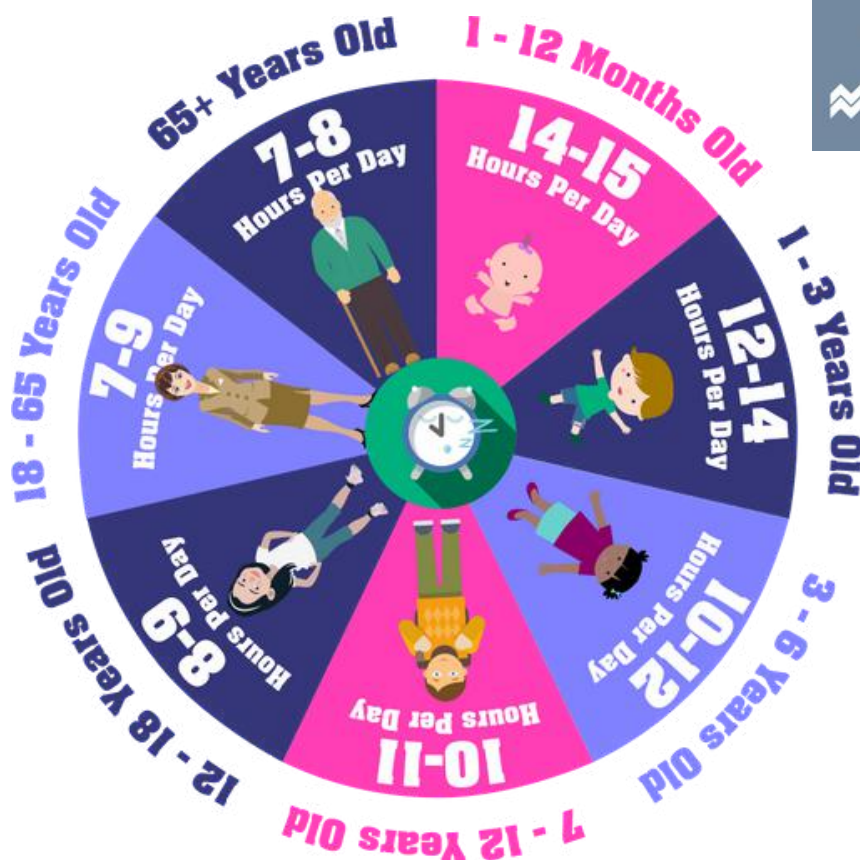 1 - 12 Months Old
14-15
Hours Per Day
1 - 3 Years Old
12-14
Hours Per Day
3 - 6 Years Old
10-12
Hours Per Day
7 - 12 Years Old
10-11
Hours Per Day
12 - 18 Years Old
8-9
Hours Per Day
18 - 65 Years Old
7-9
Hours Per Day
65+ Years Old
7-8
Hours Per Day